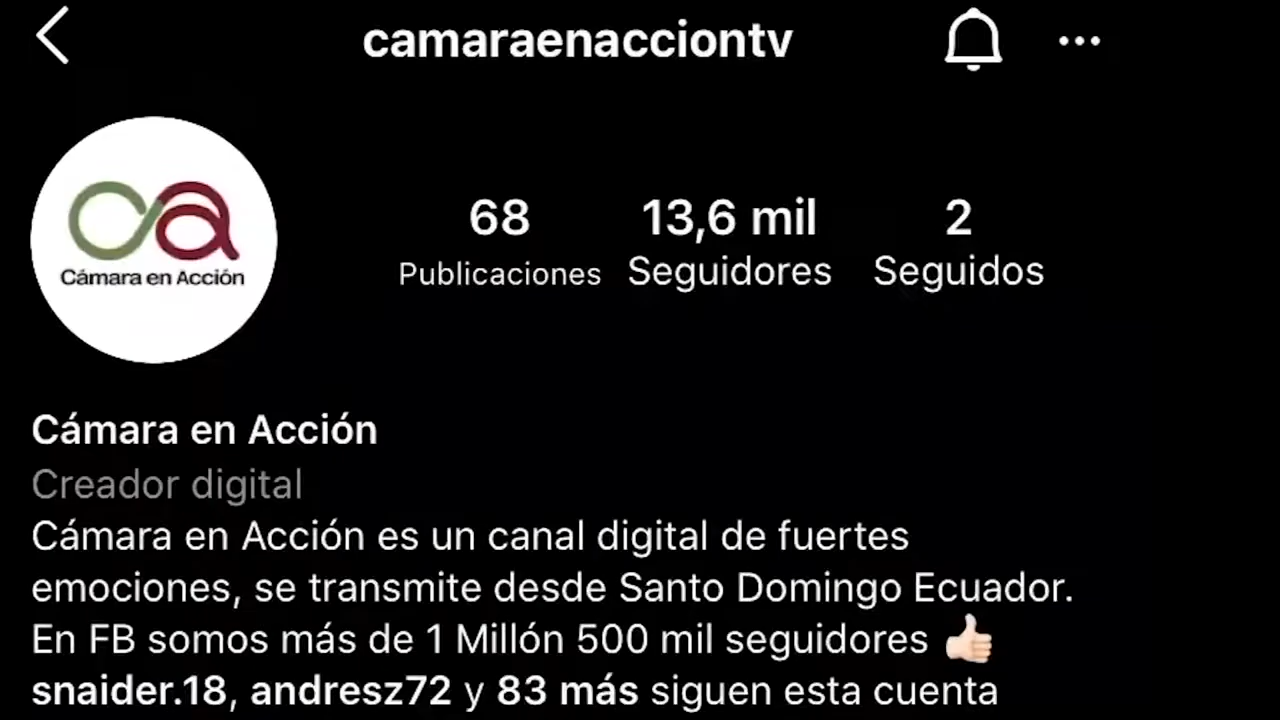 camaraenacciontv
ca
Cámara en Acción
68 13,6 mil 2
Publicaciones Seguidores Seguidos
Cámara en Acción
Creador digital
Cámara en Acción es un canal digital de fuertes
emociones, se transmite desde Santo Domingo Ecuador.
En FB somos más de 1 Millón 500 mil seguidores 👍🏻
snaider.18, andresz72 y 83 más siguen esta cuenta